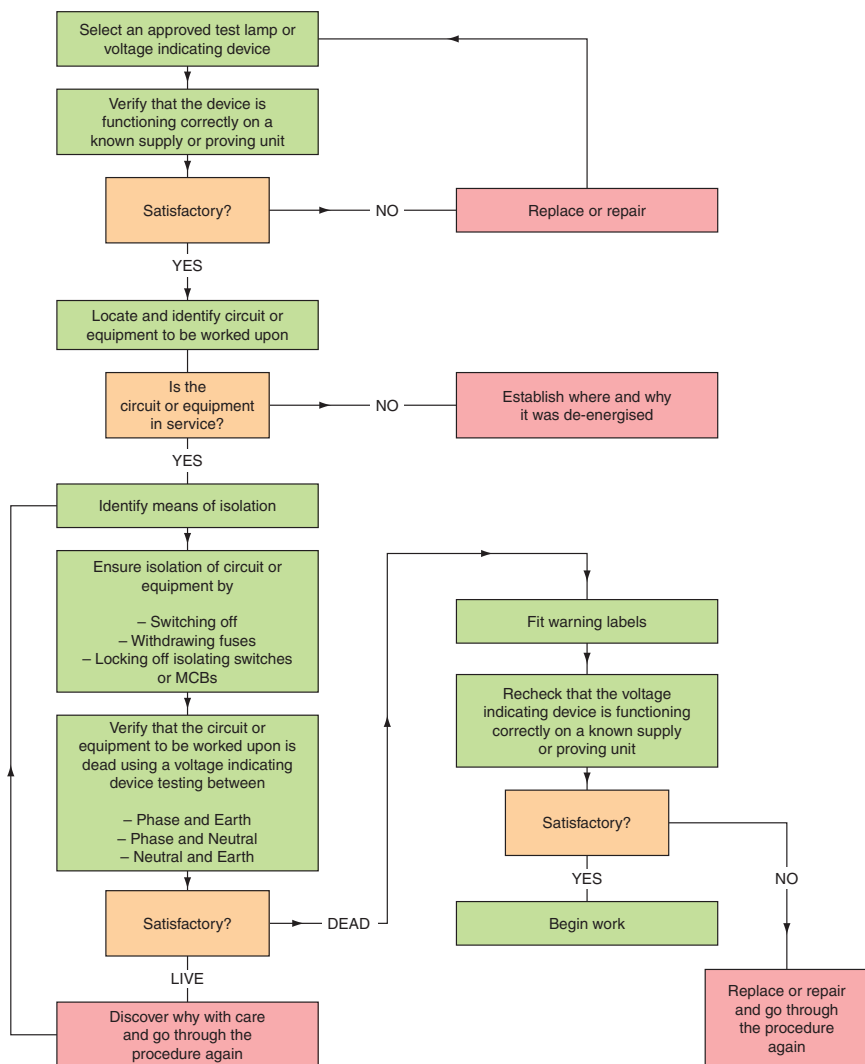 Select an approved test lamp or
voltage indicating device
Verify that the device is
functioning correctly on a
known supply or proving unit
Satisfactory?
NO
Replace or repair
YES
Locate and identify circuit or
equipment to be worked upon
Is the
circuit or equipment
in service?
NO
Establish where and why
it was de-energised
YES
Identify means of isolation
Ensure isolation of circuit or
equipment by
– Switching off
– Withdrawing fuses
– Locking off isolating switches
or MCBs
Verify that the circuit or
equipment to be worked upon is
dead using a voltage indicating
device testing between
– Phase and Earth
– Phase and Neutral
– Neutral and Earth
Satisfactory?
DEAD
LIVE
Discover why with care
and go through the
procedure again
Fit warning labels
Recheck that the voltage
indicating device is functioning
correctly on a known supply
or proving unit
Satisfactory?
YES
NO
Begin work
Replace or repair
and go through
the procedure
again